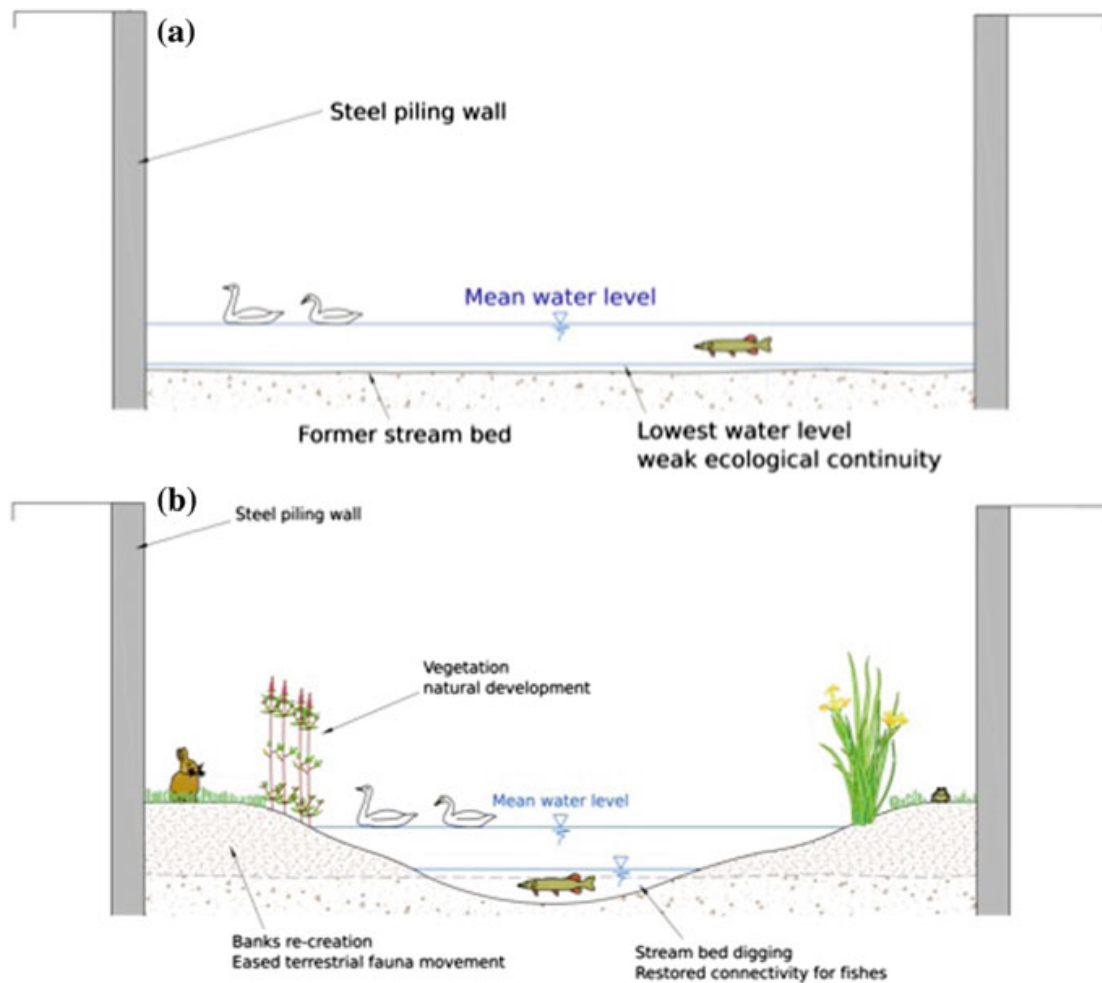 (a)
Steel piling wall
Mean water level
Former stream bed
Lowest water level
weak ecological continuity
(b)
Steel piling wall
Vegetation
natural development
Mean water level
Banks re-creation
Eased terrestrial fauna movement
Stream bed digging
Restored connectivity for fishes